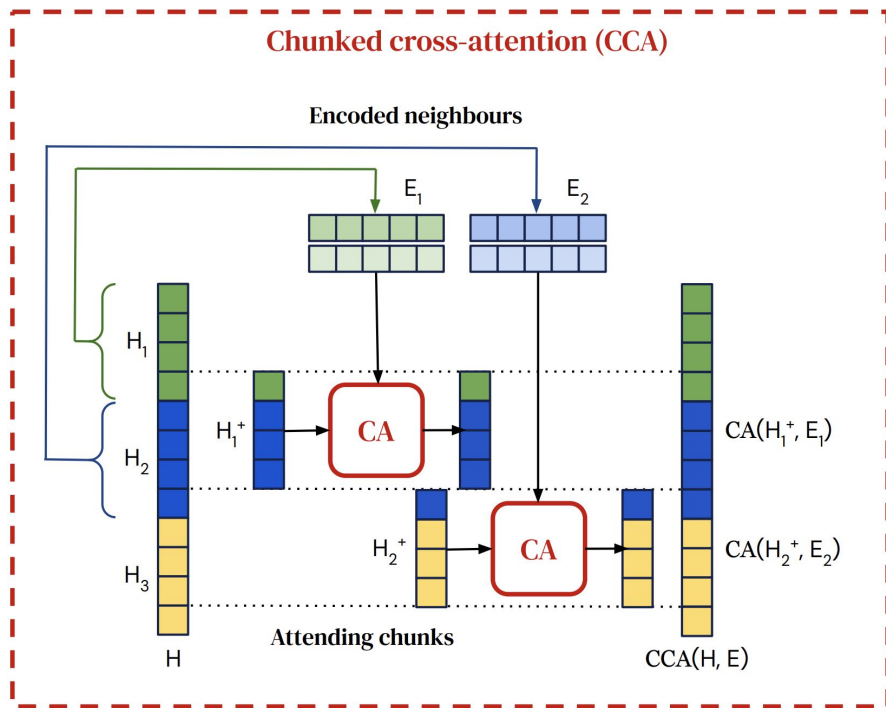 Chunked cross-attention (CCA)
Encoded neighbours
E₁
E₂
H₁
H₁⁺
CA
CA(H₁⁺, E₁)
H₂
H₂⁺
CA
CA(H₂⁺, E₂)
H₃
Attending chunks
H
CCA(H, E)